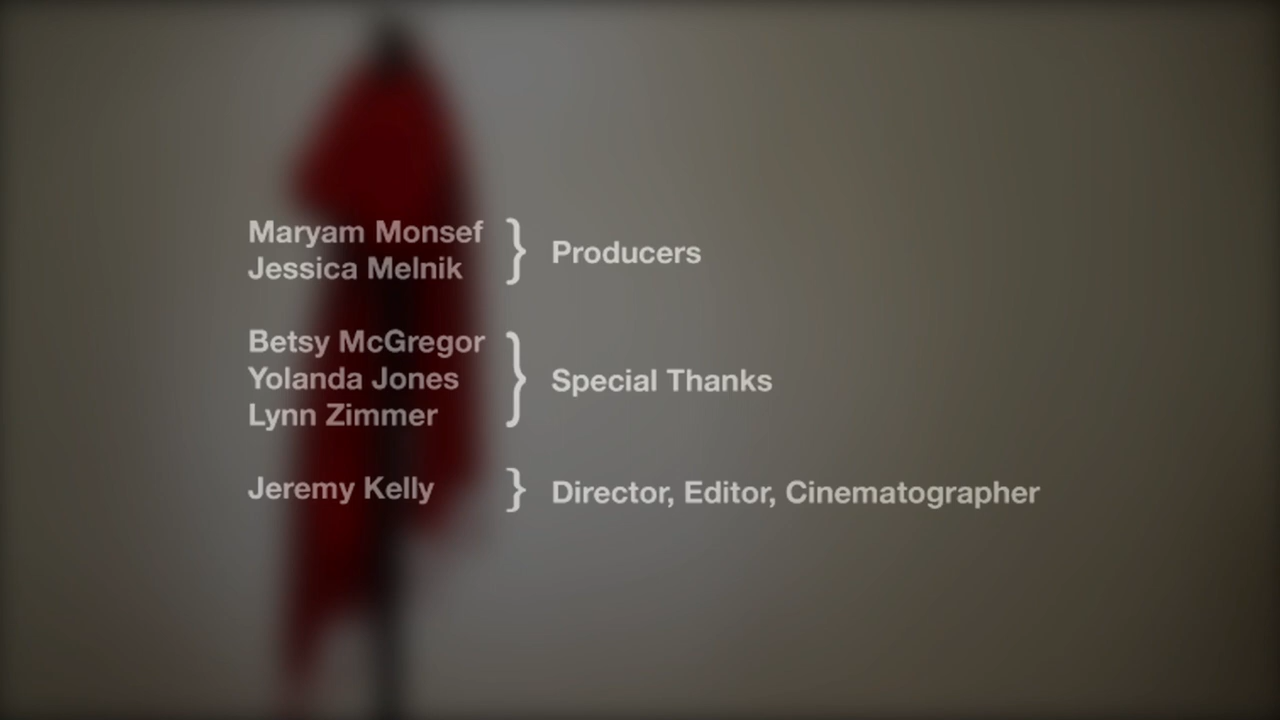 Maryam Monsef
Jessica Melnik
} Producers
Betsy McGregor
Yolanda Jones
Lynn Zimmer
} Special Thanks
Jeremy Kelly } Director, Editor, Cinematographer